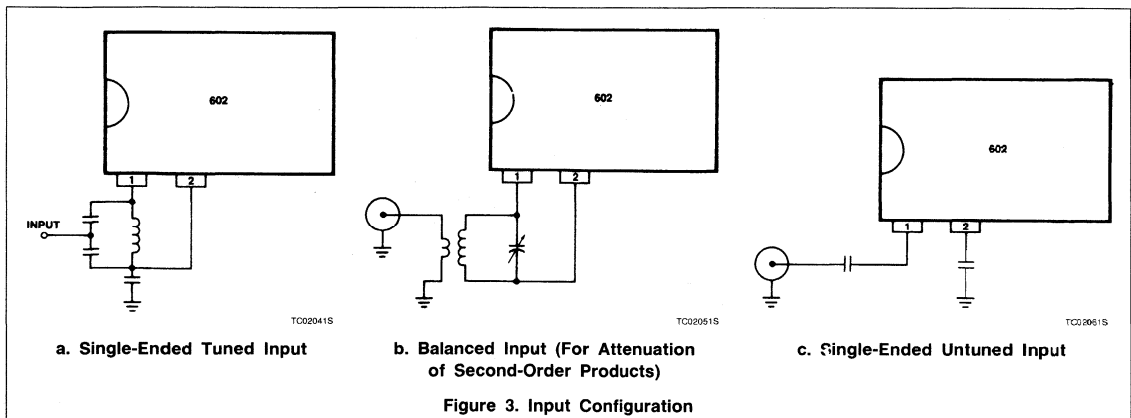 602
1
2
INPUT
TC02041S
a. Single-Ended Tuned Input
602
1
2
TC02051S
b. Balanced Input (For Attenuation
of Second-Order Products)
602
1
2
TC02061S
c. Single-Ended Untuned Input
Figure 3. Input Configuration